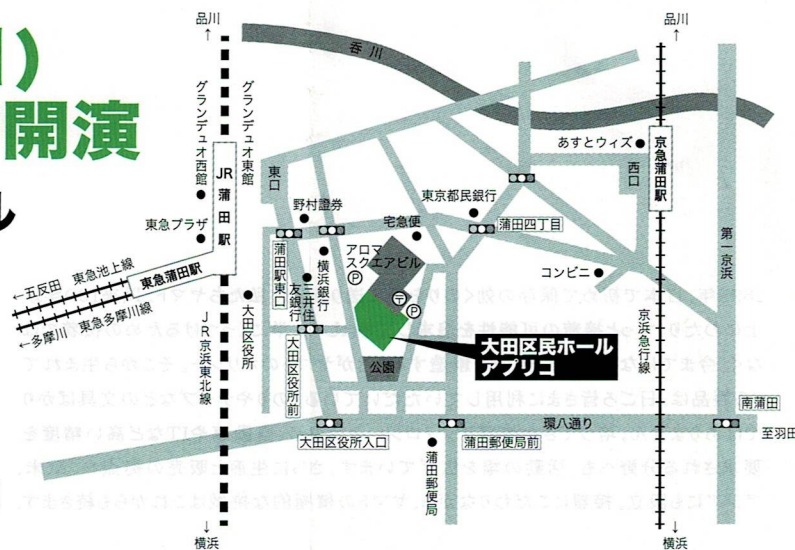 )
開演
品川
↑
品川
↑
呑川
グランデュオ西館
グランデュオ東館
あすとウィズ
京急蒲田駅
西口
JR蒲田駅
東口
東京都民銀行
野村證券
宅急便
蒲田四丁目
第一京浜
東急プラザ
アロマスクエアビル
P
蒲田駅東口
横浜銀行
コンビニ
←五反田 東急池上線
東急蒲田駅
三井住友銀行
〒
P
←多摩川 東急多摩川線
JR京浜東北線
大田区役所
大田区役所前
大田区民ホール
アプリコ
京浜急行線
公園
南蒲田
環八通り
至羽田
大田区役所入口
蒲田郵便局前
蒲田郵便局
↓
横浜
↓
横浜